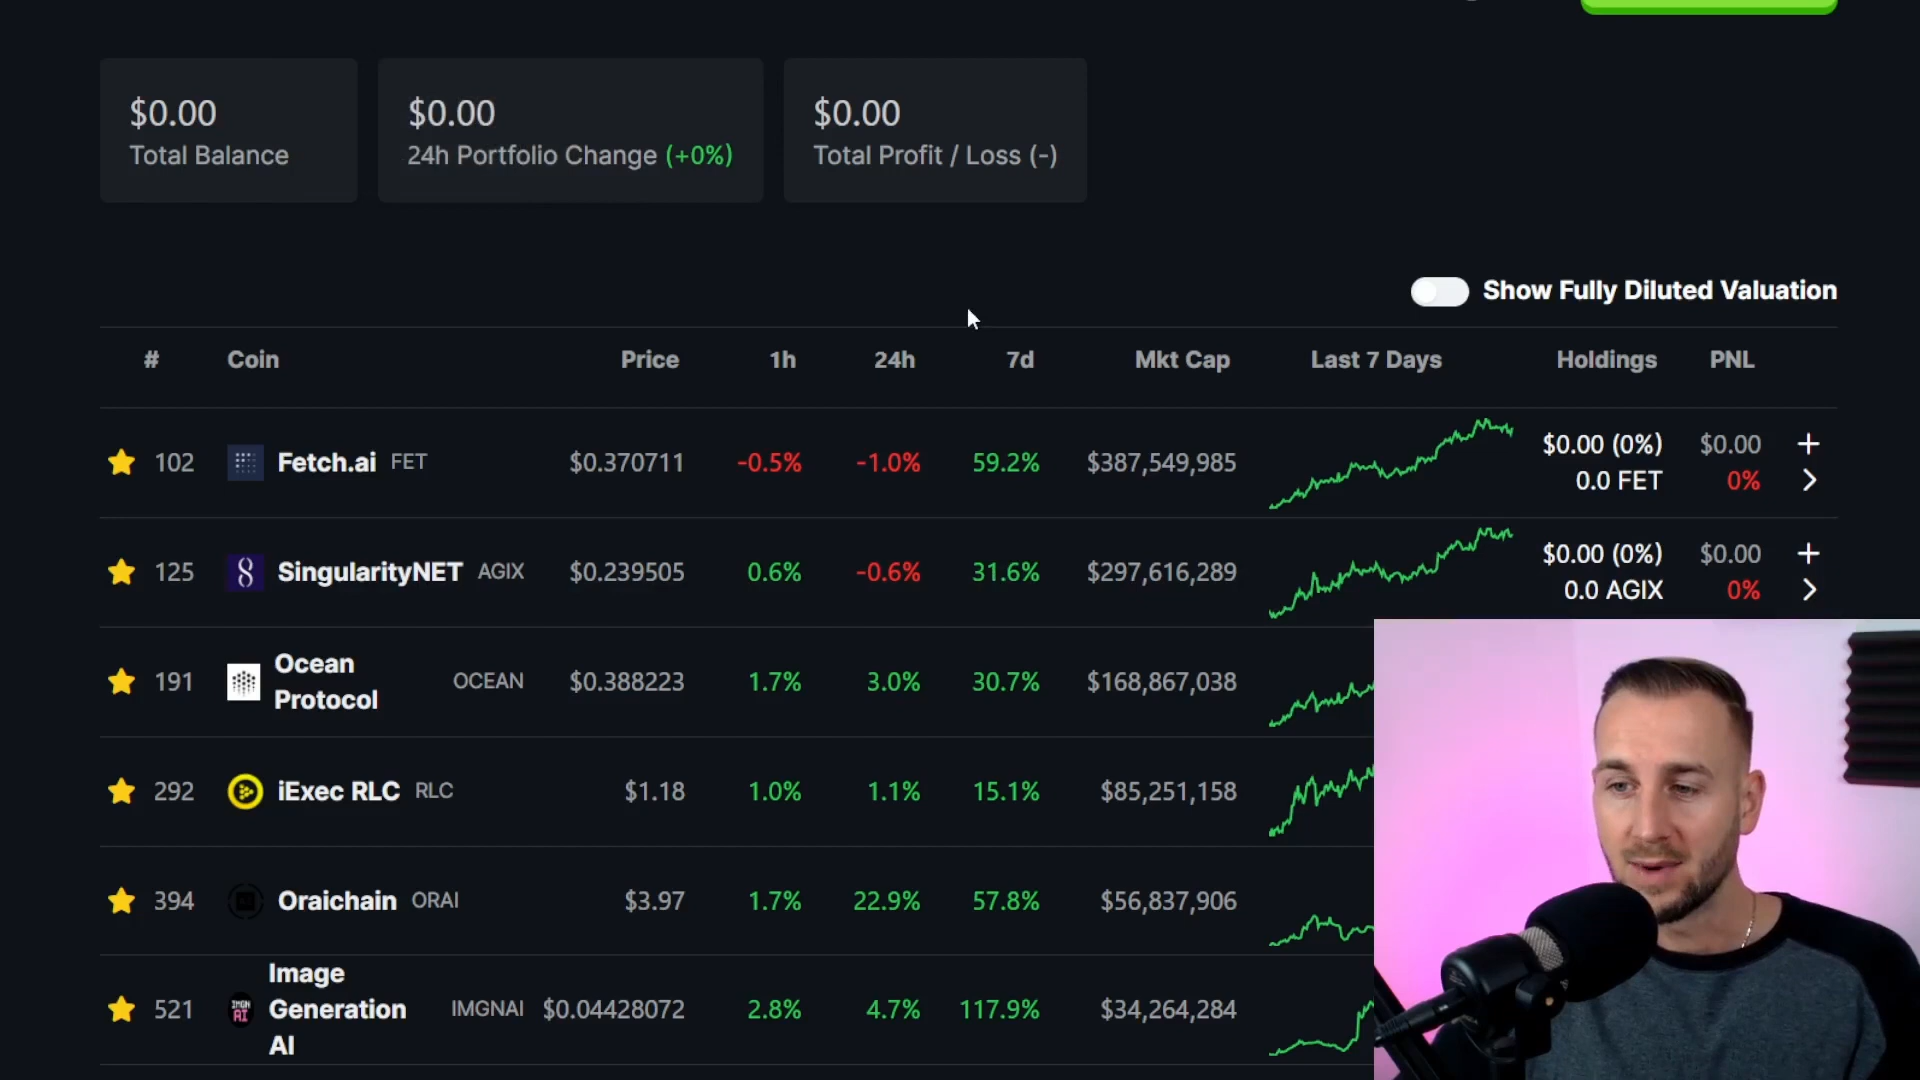 $0.00
Total Balance
$0.00
24h Portfolio Change (+0%)
$0.00
Total Profit / Loss (-)
Show Fully Diluted Valuation
# Coin Price 1h 24h 7d Mkt Cap Last 7 Days Holdings PNL
102 Fetch.ai FET $0.370711 -0.5% -1.0% 59.2% $387,549,985 $0.00 (0%) $0.00 +
0.0 FET 0%
125 SingularityNET AGIX $0.239505 0.6% -0.6% 31.6% $297,616,289 $0.00 (0%) $0.00 +
0.0 AGIX 0%
191 Ocean Protocol OCEAN $0.388223 1.7% 3.0% 30.7% $168,867,038
292 iExec RLC RLC $1.18 1.0% 1.1% 15.1% $85,251,158
394 Oraichain ORAI $3.97 1.7% 22.9% 57.8% $56,837,906
IMGN AI
521 Image Generation AI IMGNAI $0.04428072 2.8% 4.7% 117.9% $34,264,284